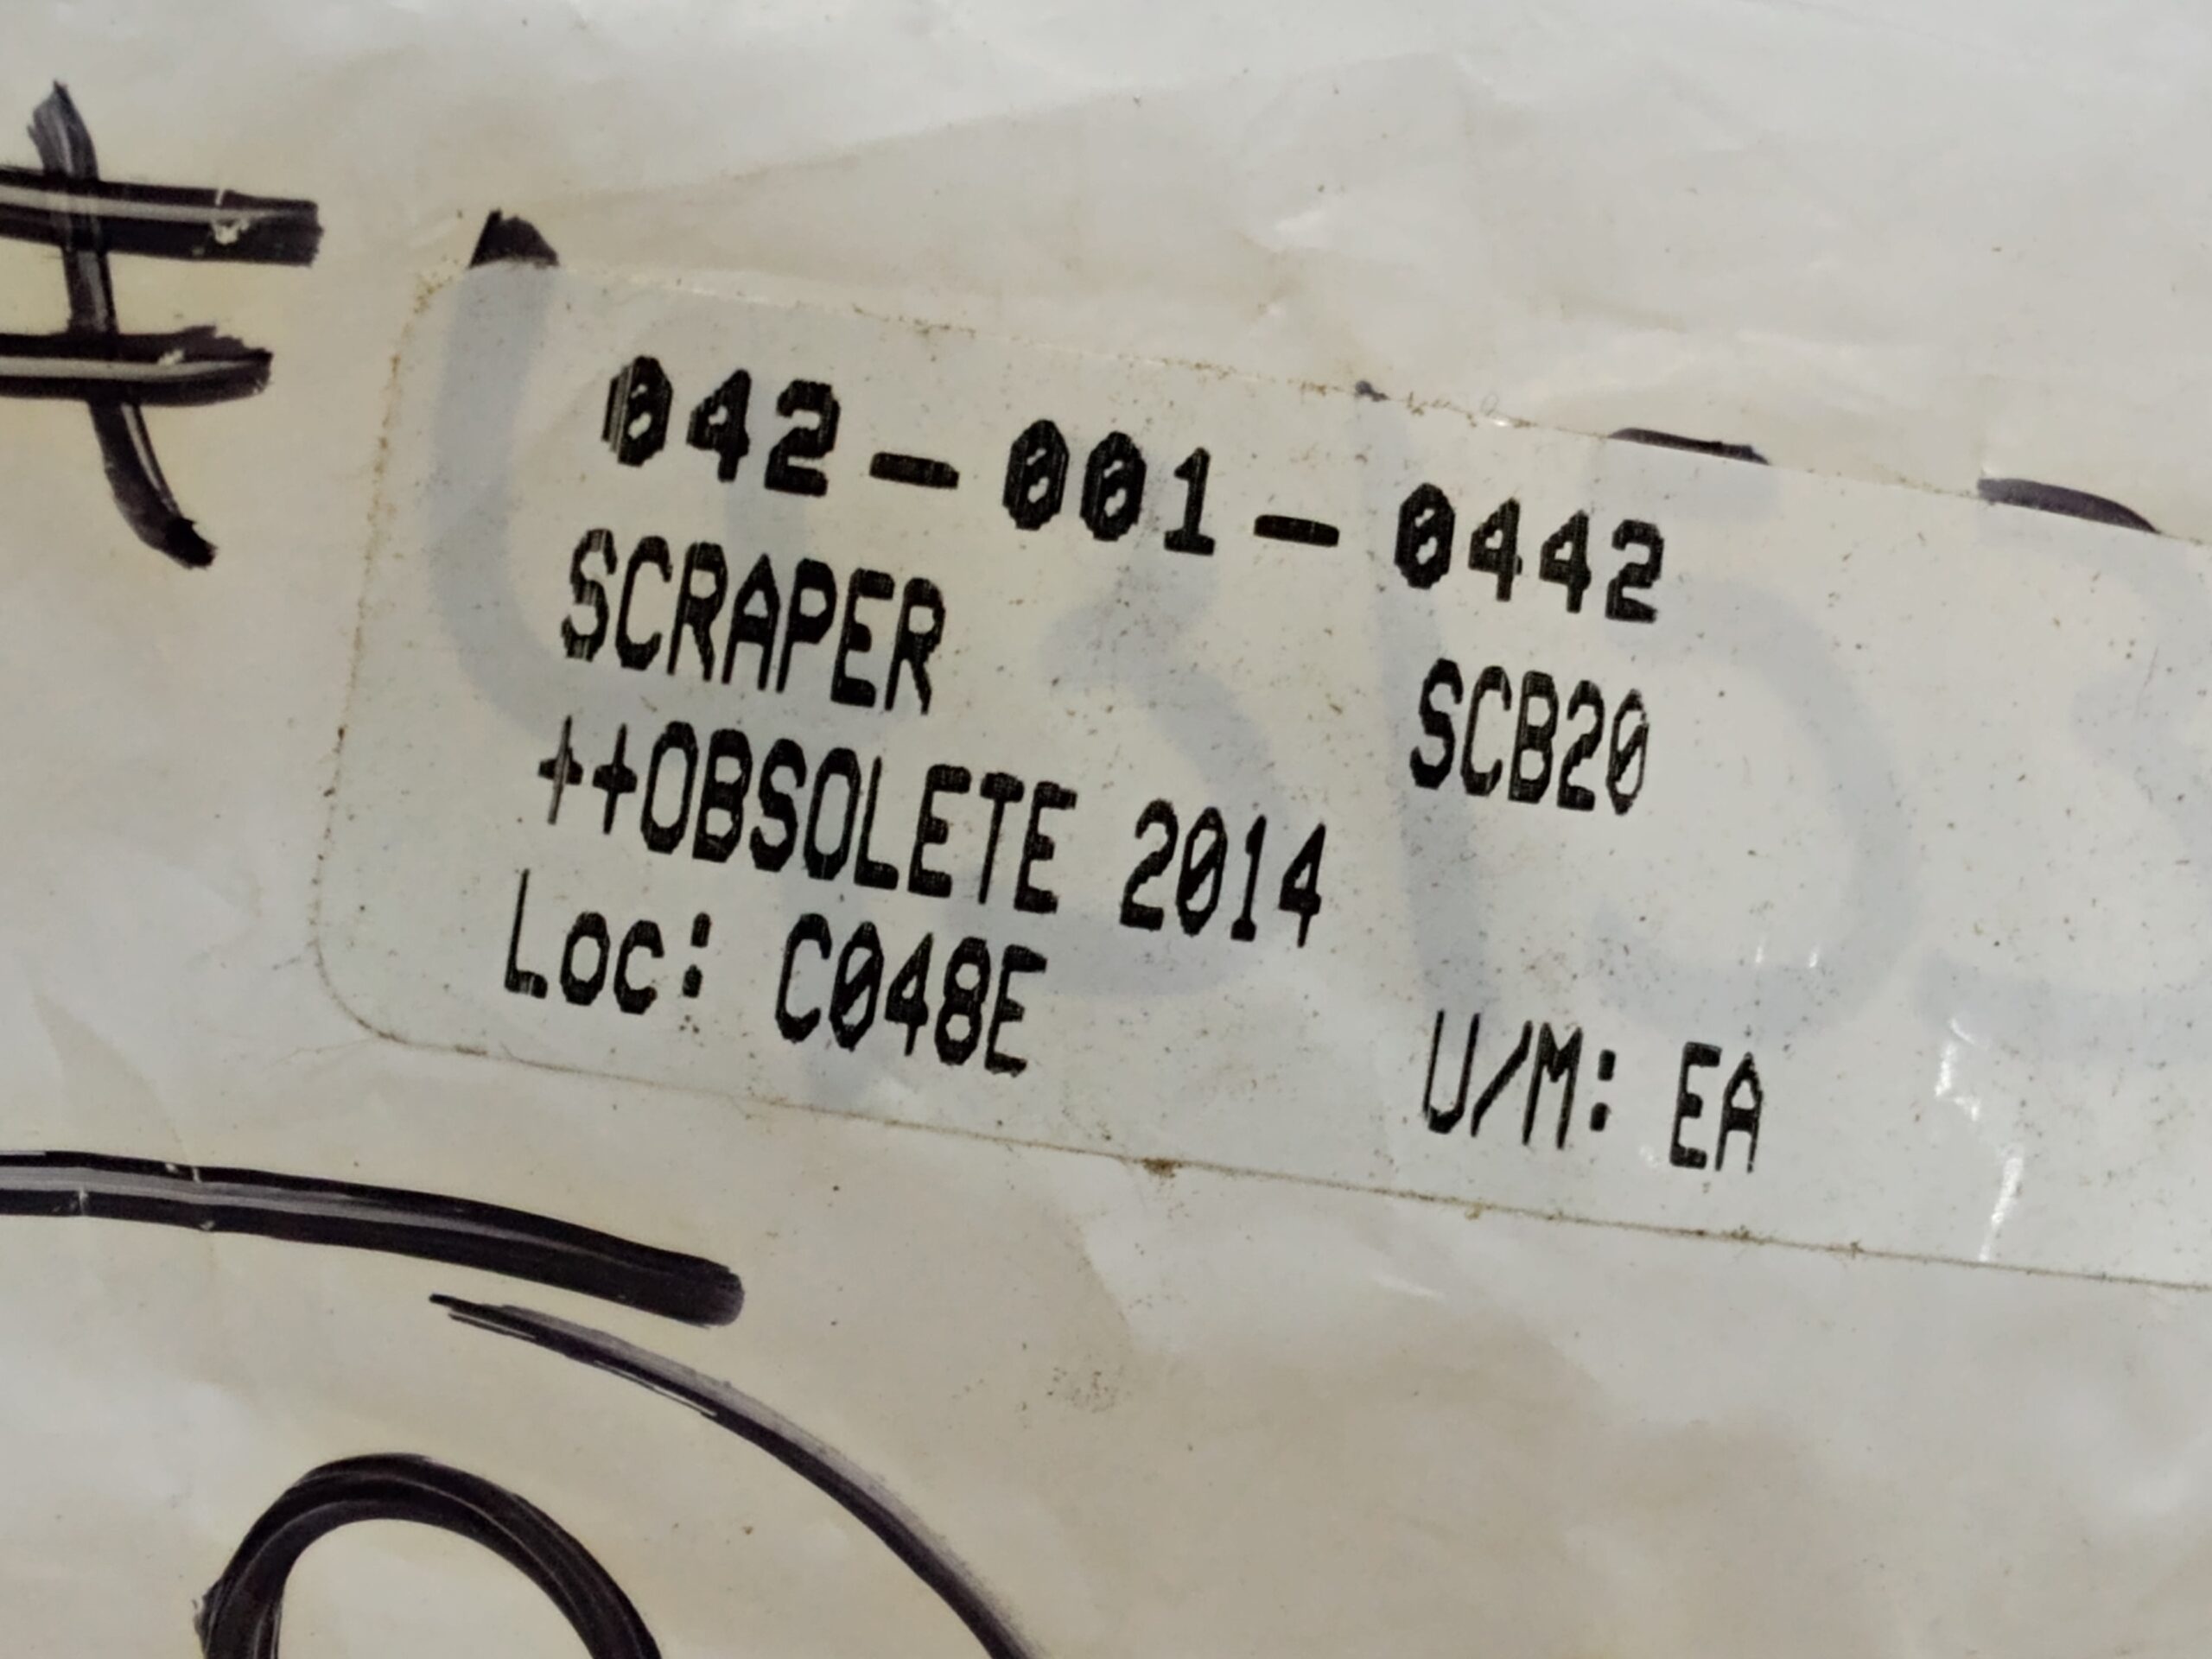 #
042-001-0442
SCRAPER SCB20
++OBSOLETE 2014
Loc: C048E U/M: EA